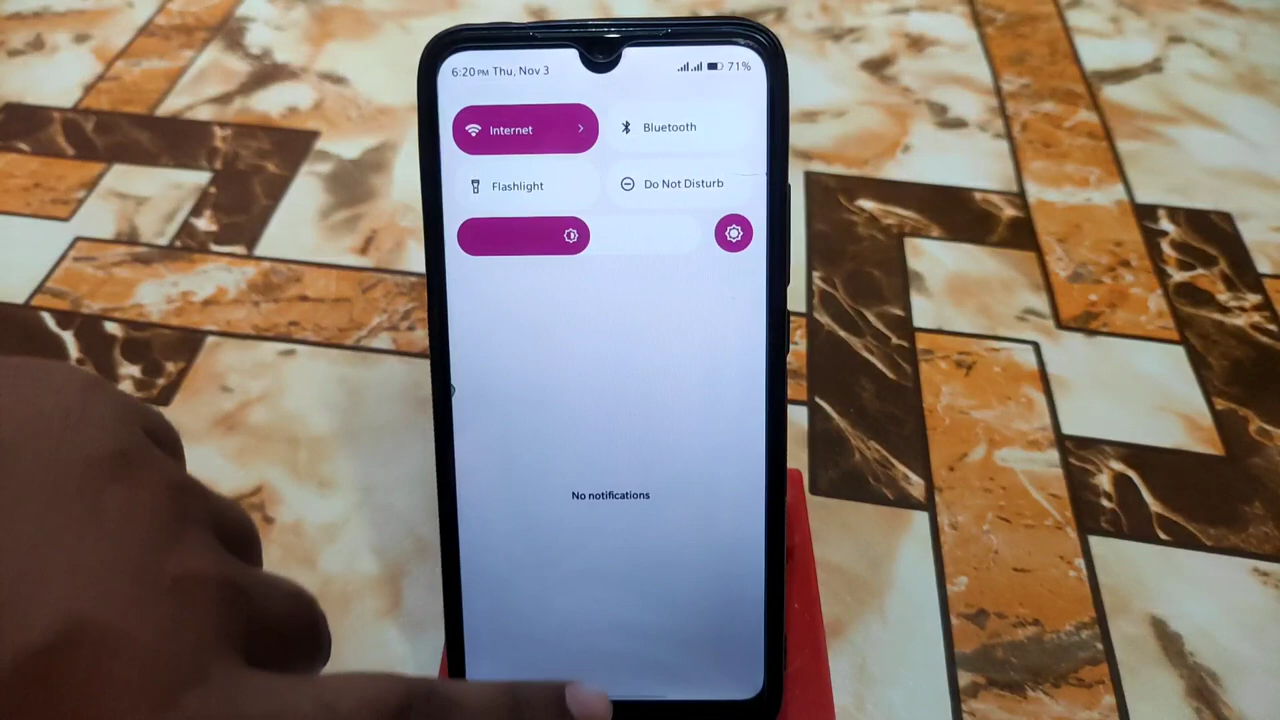 6:20 PM Thu, Nov 3 71%
Internet Bluetooth
Flashlight Do Not Disturb
No notifications